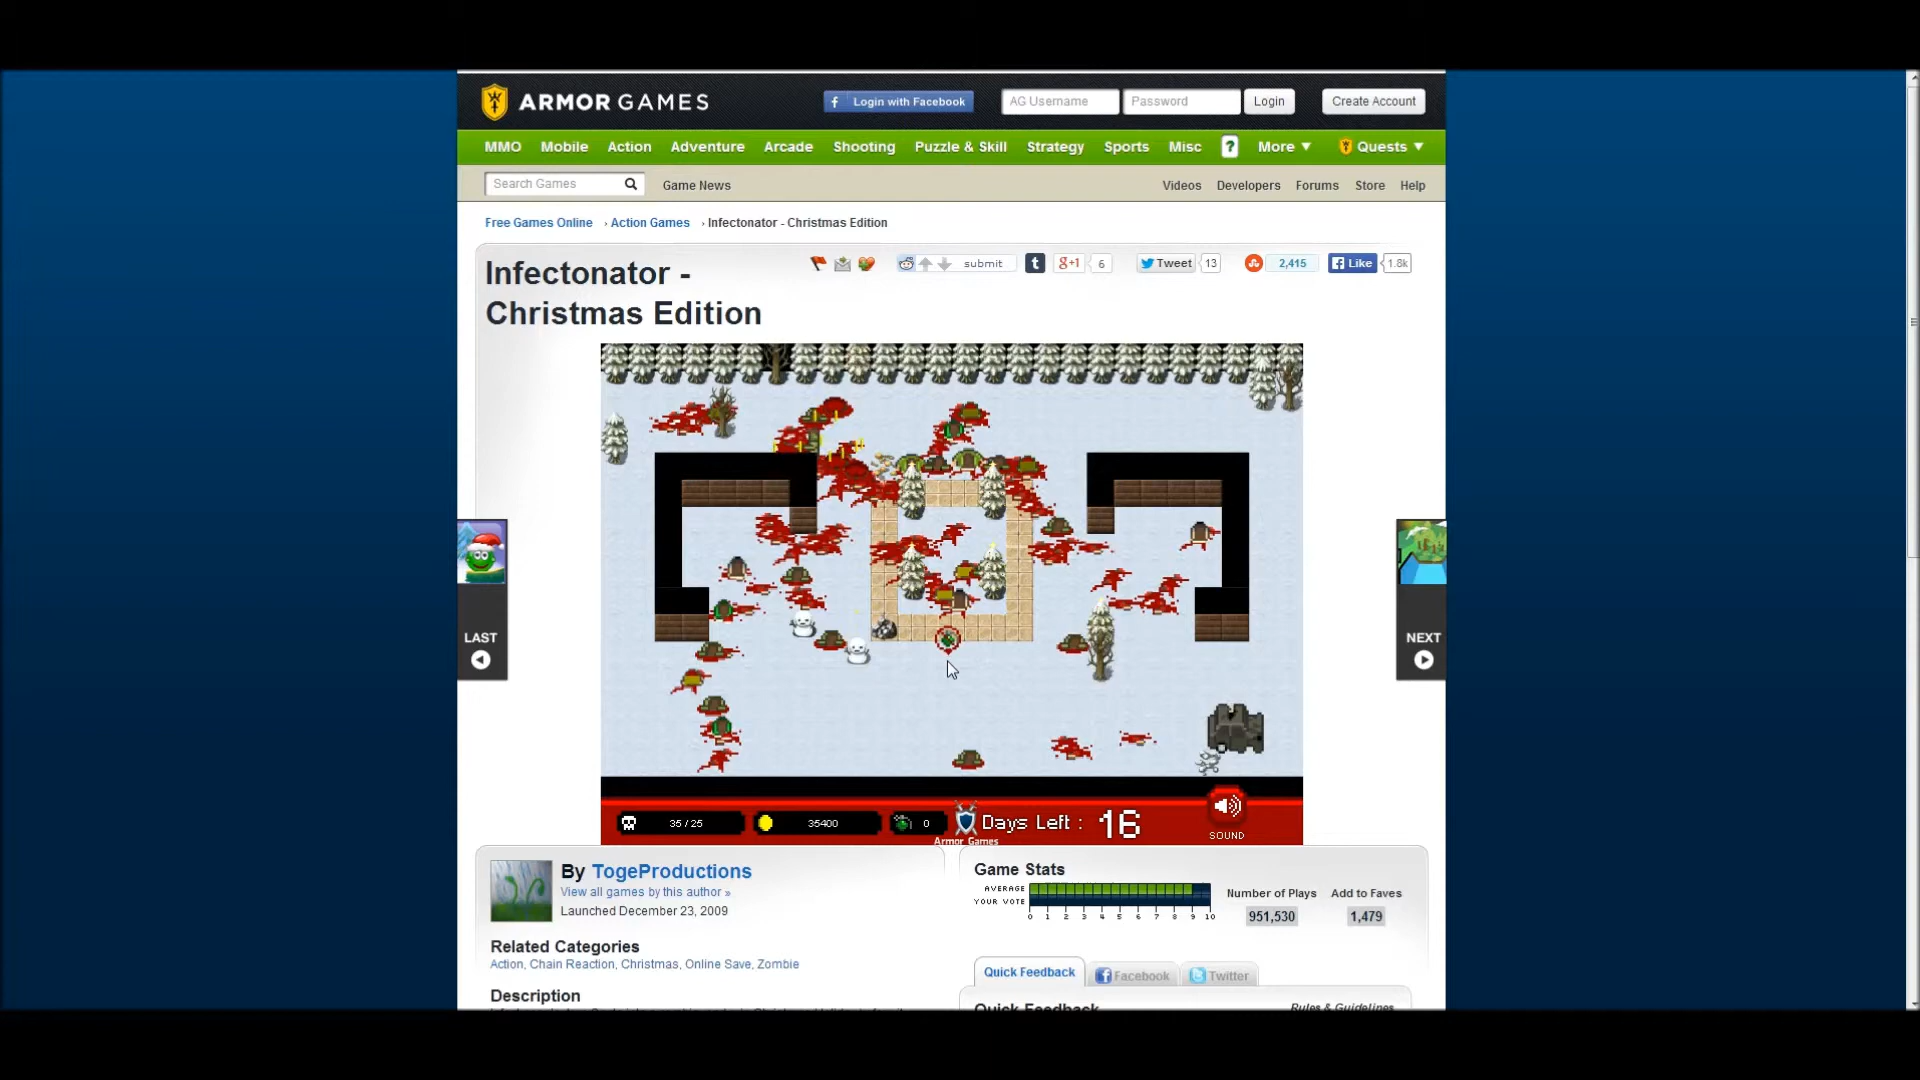 ARMOR GAMES
Login with Facebook
AG Username
Password
Login
Create Account
MMO Mobile Action Adventure Arcade Shooting Puzzle & Skill Strategy Sports Misc ? More Quests
Search Games
Game News
Videos Developers Forums Store Help
Free Games Online › Action Games › Infectonator - Christmas Edition
Infectonator -
Christmas Edition
submit
t
g+1 6
Tweet 13
2,415
Like 1.8k
LAST
NEXT
35 / 25
35400
0
Days Left : 16
Armor Games
SOUND
By TogeProductions
View all games by this author »
Launched December 23, 2009
Related Categories
Action, Chain Reaction, Christmas, Online Save, Zombie
Description
Game Stats
AVERAGE
YOUR VOTE
0 1 2 3 4 5 6 7 8 9 10
Number of Plays
951,530
Add to Faves
1,479
Quick Feedback
Facebook
Twitter
Quick Feedback
Rules & Guidelines